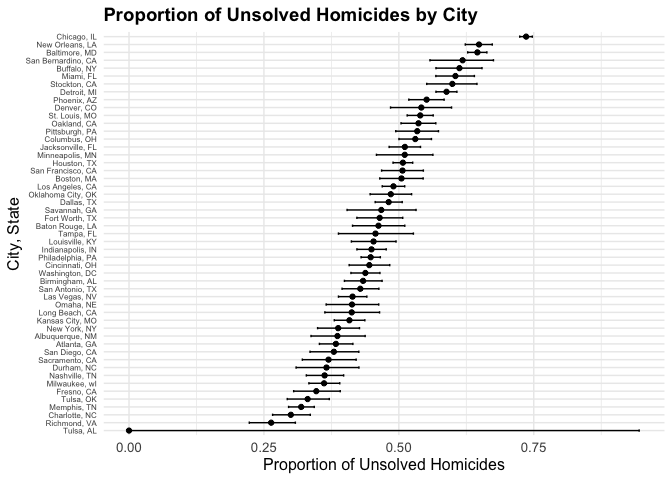 Proportion of Unsolved Homicides by City
City, State
Chicago, IL
New Orleans, LA
Baltimore, MD
San Bernardino, CA
Buffalo, NY
Miami, FL
Stockton, CA
Detroit, MI
Phoenix, AZ
Denver, CO
St. Louis, MO
Oakland, CA
Pittsburgh, PA
Columbus, OH
Jacksonville, FL
Minneapolis, MN
Houston, TX
San Francisco, CA
Boston, MA
Los Angeles, CA
Oklahoma City, OK
Dallas, TX
Savannah, GA
Fort Worth, TX
Baton Rouge, LA
Tampa, FL
Louisville, KY
Indianapolis, IN
Philadelphia, PA
Cincinnati, OH
Washington, DC
Birmingham, AL
San Antonio, TX
Las Vegas, NV
Omaha, NE
Long Beach, CA
Kansas City, MO
New York, NY
Albuquerque, NM
Atlanta, GA
San Diego, CA
Sacramento, CA
Durham, NC
Nashville, TN
Milwaukee, wI
Fresno, CA
Tulsa, OK
Memphis, TN
Charlotte, NC
Richmond, VA
Tulsa, AL
0.00 0.25 0.50 0.75
Proportion of Unsolved Homicides